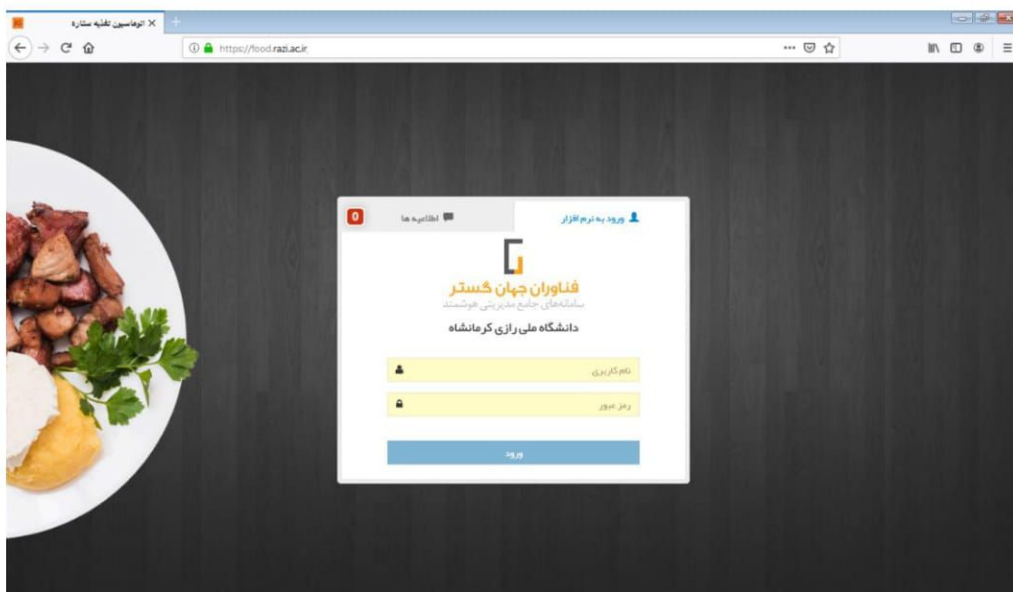 اتوماسیون تغذیه ستاره
https://food.razi.ac.ir
ورود به نرم افزار
اطلاعیه ها
0
فناوران جهان گستر
سامانه‌های جامع مدیریتی هوشمند
دانشگاه ملی رازی کرمانشاه
نام کاربری
رمز عبور
ورود